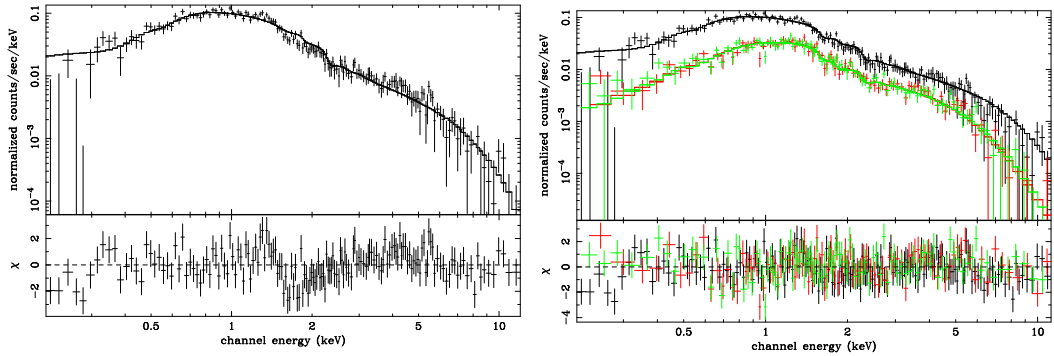 0.1
0.01
10⁻³
10⁻⁴
normalized counts/sec/keV
2
0
−2
χ
0.5 1 2 5 10
channel energy (keV)
0.1
0.01
10⁻³
10⁻⁴
normalized counts/sec/keV
2
0
−2
−4
χ
0.5 1 2 5 10
channel energy (keV)